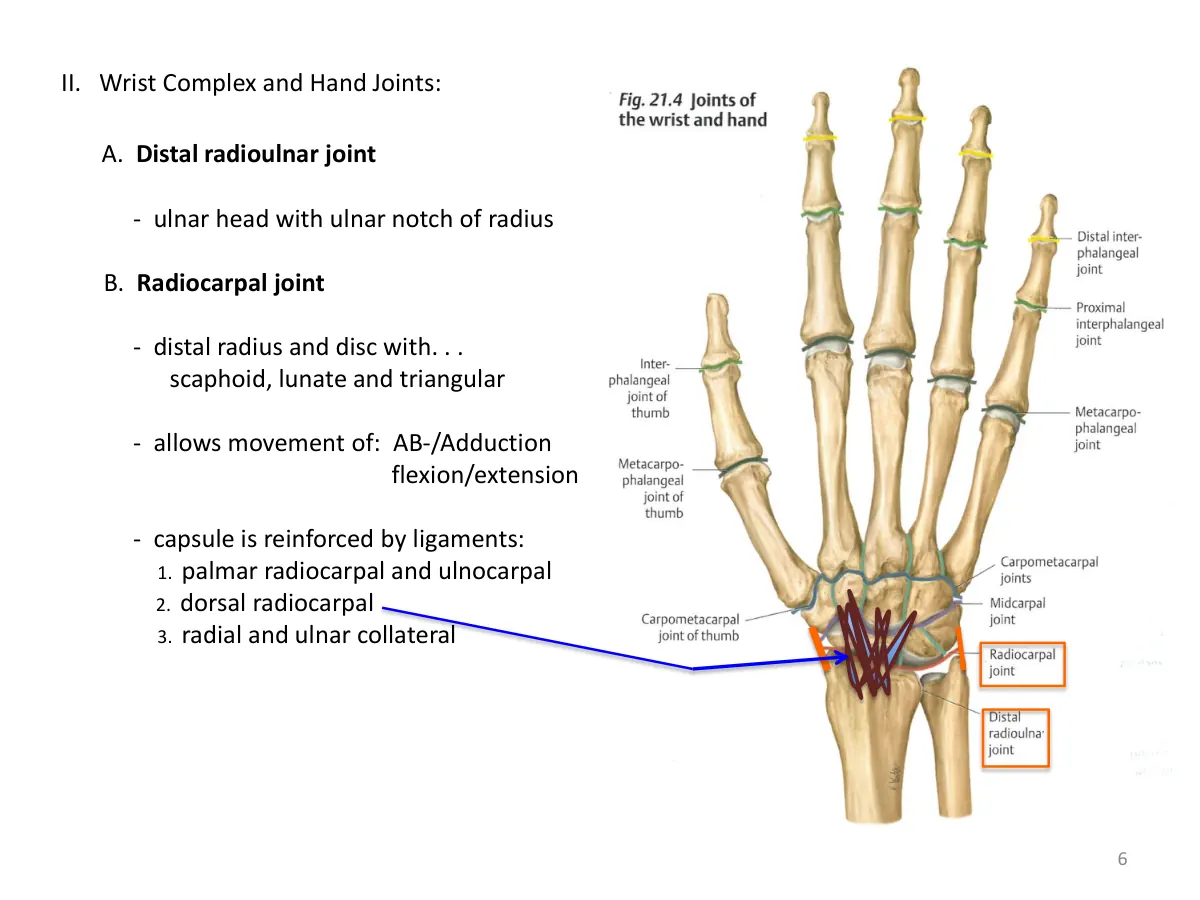 II. Wrist Complex and Hand Joints:
A. Distal radioulnar joint
- ulnar head with ulnar notch of radius
B. Radiocarpal joint
- distal radius and disc with. . .
scaphoid, lunate and triangular
- allows movement of: AB-/Adduction
flexion/extension
- capsule is reinforced by ligaments:
1. palmar radiocarpal and ulnocarpal
2. dorsal radiocarpal
3. radial and ulnar collateral
Fig. 21.4 Joints of
the wrist and hand
Distal inter-
phalangeal
joint
Proximal
interphalangeal
joint
Inter-
phalangeal
joint of
thumb
Metacarpo-
phalangeal
joint
Metacarpo-
phalangeal
joint of
thumb
Carpometacarpal
joints
Midcarpal
joint
Carpometacarpal
joint of thumb
Radiocarpal
joint
Distal
radioulna
joint
6